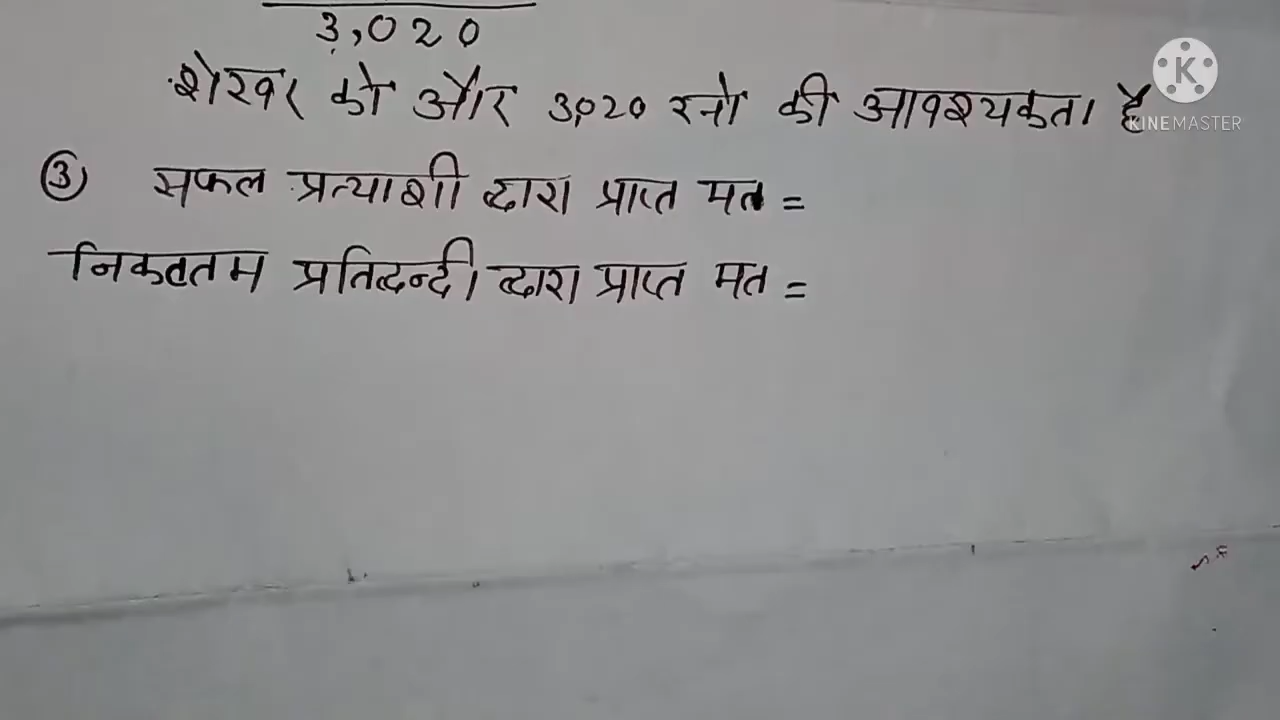 3,020
शेखर को और 3,020 रनो की आवश्यकता है
KINEMASTER
③ सफल प्रत्याशी द्वारा प्राप्त मत =
निकटतम प्रतिद्वन्दी द्वारा प्राप्त मत =